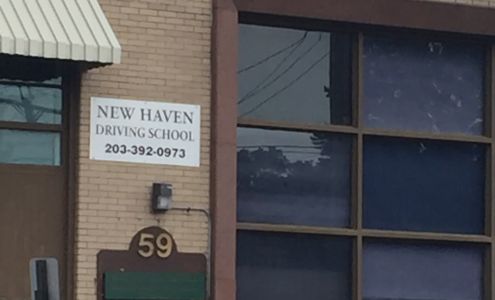 NEW HAVEN
DRIVING SCHOOL
203-392-0973
59